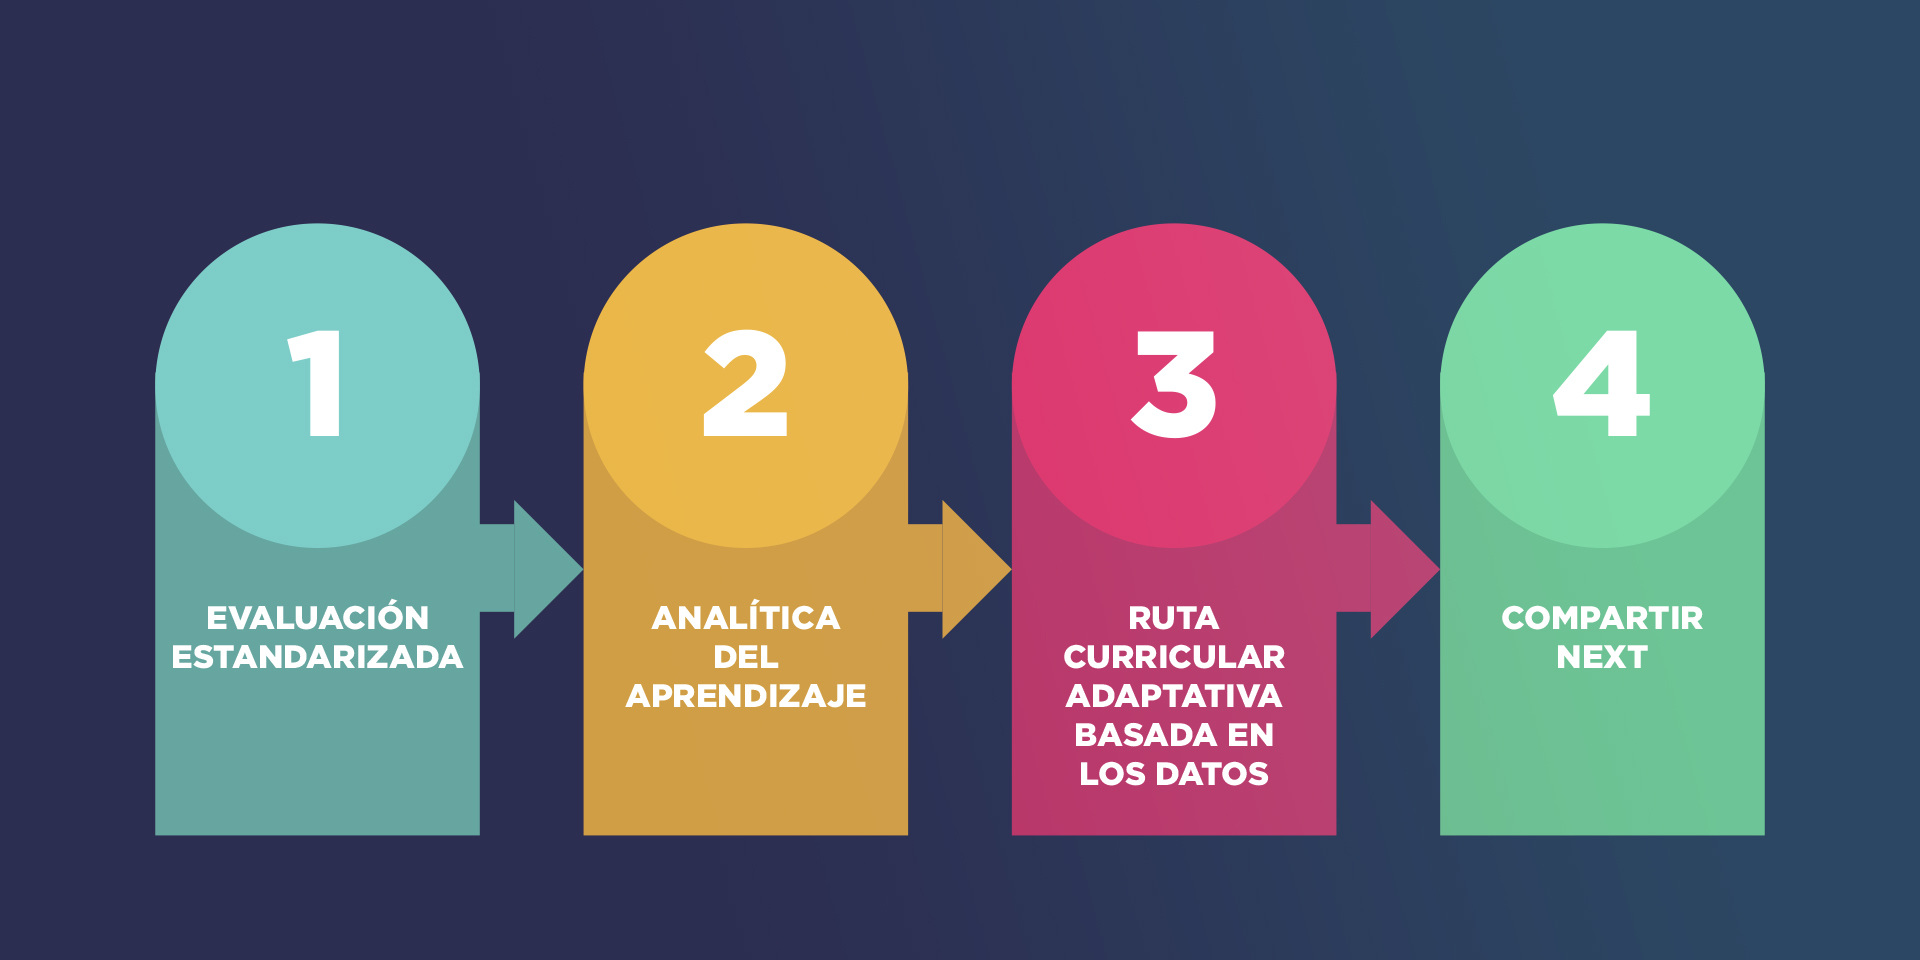 1
EVALUACIÓN
ESTANDARIZADA
2
ANALÍTICA
DEL
APRENDIZAJE
3
RUTA
CURRICULAR
ADAPTATIVA
BASADA EN
LOS DATOS
4
COMPARTIR
NEXT